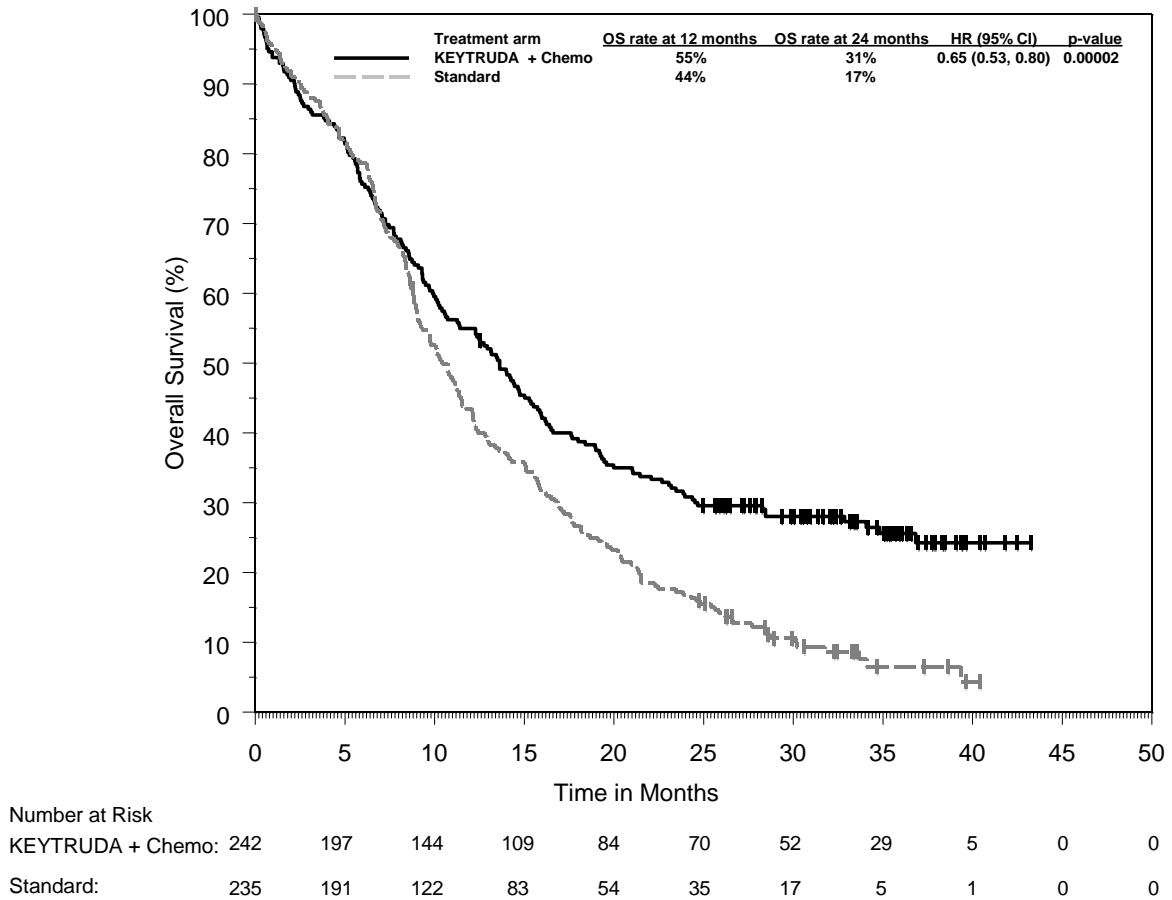 Treatment arm OS rate at 12 months OS rate at 24 months HR (95% CI) p-value
KEYTRUDA + Chemo 55% 31% 0.65 (0.53, 0.80) 0.00002
Standard 44% 17%
100
90
80
70
60
50
40
30
20
10
0
Overall Survival (%)
0 5 10 15 20 25 30 35 40 45 50
Time in Months
Number at Risk
KEYTRUDA + Chemo: 242 197 144 109 84 70 52 29 5 0 0
Standard: 235 191 122 83 54 35 17 5 1 0 0